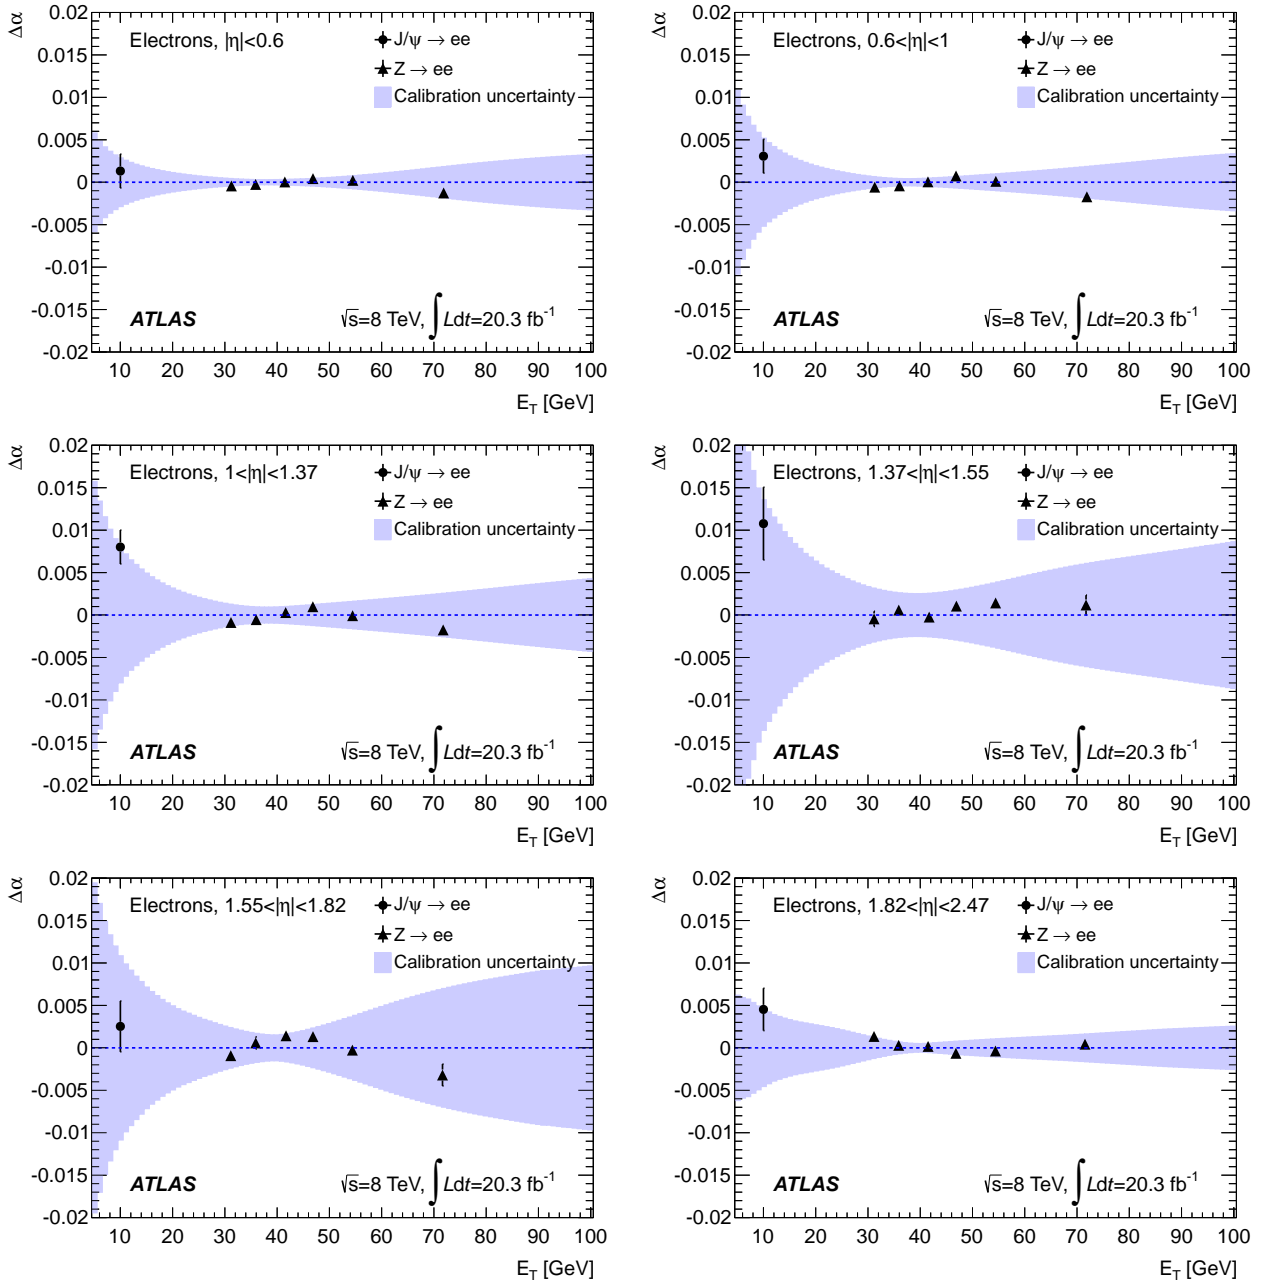 Δα
0.02
Electrons, |η|<0.6
J/ψ → ee
0.015
Z → ee
0.01
Calibration uncertainty
0.005
0
-0.005
-0.01
-0.015
ATLAS
√s=8 TeV, ∫ Ldt=20.3 fb⁻¹
-0.02
10 20 30 40 50 60 70 80 90 100
E_T [GeV]
Δα
0.02
Electrons, 0.6<|η|<1
J/ψ → ee
0.015
Z → ee
0.01
Calibration uncertainty
0.005
0
-0.005
-0.01
-0.015
ATLAS
√s=8 TeV, ∫ Ldt=20.3 fb⁻¹
-0.02
10 20 30 40 50 60 70 80 90 100
E_T [GeV]
Δα
0.02
Electrons, 1<|η|<1.37
J/ψ → ee
0.015
Z → ee
0.01
Calibration uncertainty
0.005
0
-0.005
-0.01
-0.015
ATLAS
√s=8 TeV, ∫ Ldt=20.3 fb⁻¹
-0.02
10 20 30 40 50 60 70 80 90 100
E_T [GeV]
Δα
0.02
Electrons, 1.37<|η|<1.55
J/ψ → ee
0.015
Z → ee
0.01
Calibration uncertainty
0.005
0
-0.005
-0.01
-0.015
ATLAS
√s=8 TeV, ∫ Ldt=20.3 fb⁻¹
-0.02
10 20 30 40 50 60 70 80 90 100
E_T [GeV]
Δα
0.02
Electrons, 1.55<|η|<1.82
J/ψ → ee
0.015
Z → ee
0.01
Calibration uncertainty
0.005
0
-0.005
-0.01
-0.015
ATLAS
√s=8 TeV, ∫ Ldt=20.3 fb⁻¹
-0.02
10 20 30 40 50 60 70 80 90 100
E_T [GeV]
Δα
0.02
Electrons, 1.82<|η|<2.47
J/ψ → ee
0.015
Z → ee
0.01
Calibration uncertainty
0.005
0
-0.005
-0.01
-0.015
ATLAS
√s=8 TeV, ∫ Ldt=20.3 fb⁻¹
-0.02
10 20 30 40 50 60 70 80 90 100
E_T [GeV]